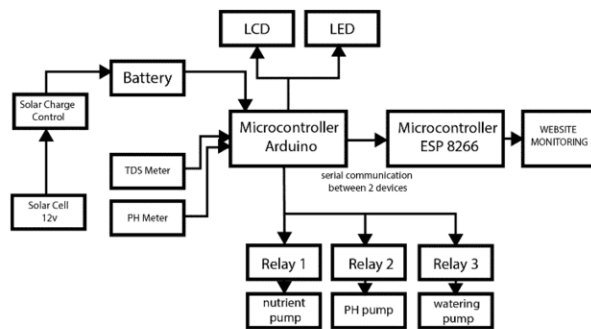 LCD
LED
Battery
Solar Charge
Control
Microcontroller
Arduino
Microcontroller
ESP 8266
WEBSITE
MONITORING
TDS Meter
serial communication
between 2 devices
Solar Cell
12v
PH Meter
Relay 1
Relay 2
Relay 3
nutrient
pump
PH pump
watering
pump